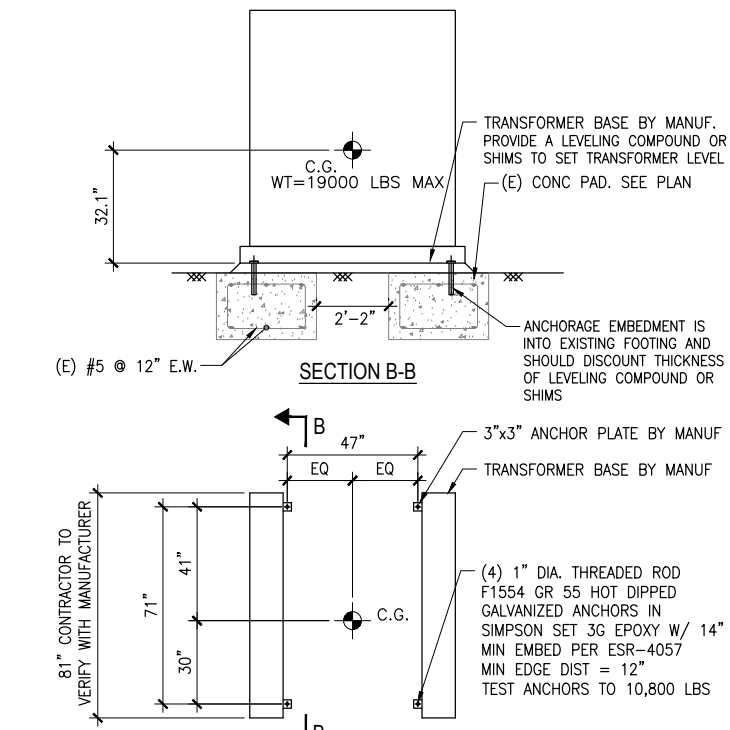 TRANSFORMER BASE BY MANUF.
PROVIDE A LEVELING COMPOUND OR
SHIMS TO SET TRANSFORMER LEVEL
C.G.
WT=19000 LBS MAX
(E) CONC PAD. SEE PLAN
32.1"
2'-2"
ANCHORAGE EMBEDMENT IS
INTO EXISTING FOOTING AND
SHOULD DISCOUNT THICKNESS
OF LEVELING COMPOUND OR
SHIMS
(E) #5 @ 12" E.W.
SECTION B-B
B
47"
EQ EQ
3"x3" ANCHOR PLATE BY MANUF
TRANSFORMER BASE BY MANUF
81" CONTRACTOR TO
VERIFY WITH MANUFACTURER
71"
41"
30"
C.G.
(4) 1" DIA. THREADED ROD
F1554 GR 55 HOT DIPPED
GALVANIZED ANCHORS IN
SIMPSON SET 3G EPOXY W/ 14"
MIN EMBED PER ESR-4057
MIN EDGE DIST = 12"
TEST ANCHORS TO 10,800 LBS